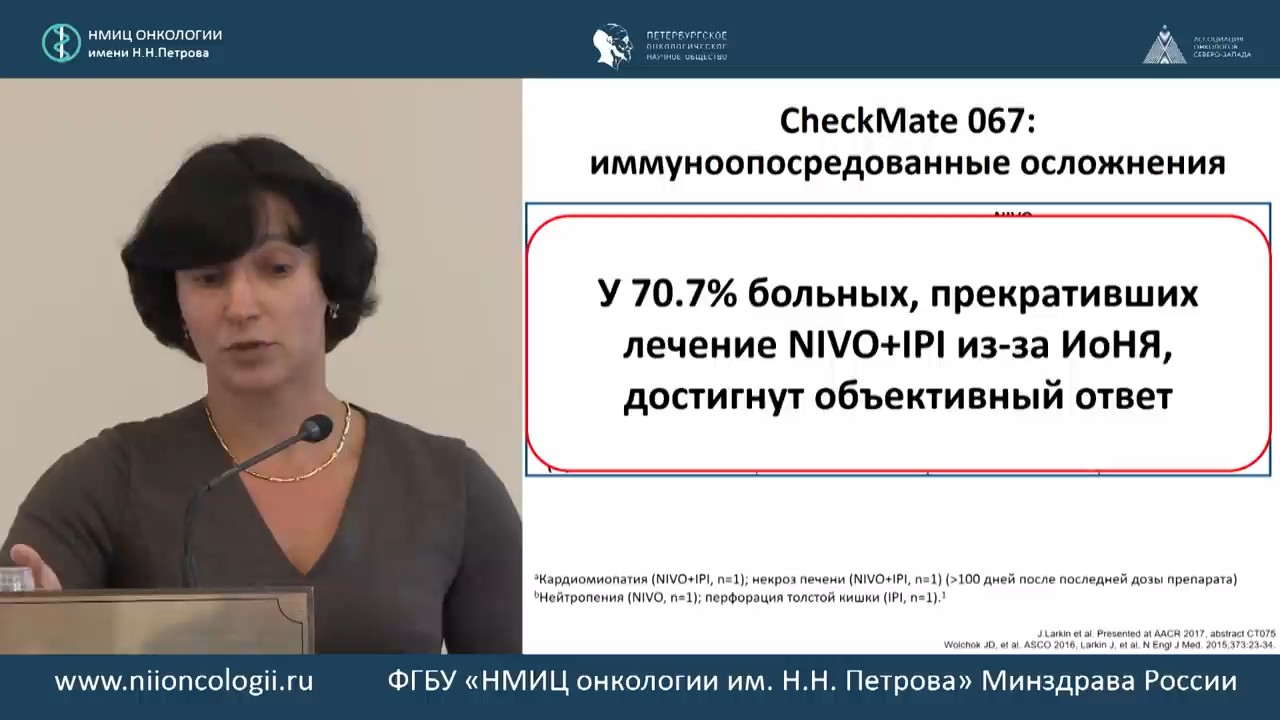 НМИЦ ОНКОЛОГИИ
имени Н.Н.Петрова
ПЕТЕРБУРГСКОЕ
ОНКОЛОГИЧЕСКОЕ
НАУЧНОЕ ОБЩЕСТВО
АССОЦИАЦИЯ
ОНКОЛОГОВ
СЕВЕРО-ЗАПАДА
CheckMate 067:
иммуноопосредованные осложнения
У 70.7% больных, прекративших
лечение NIVO+IPI из-за ИоНЯ,
достигнут объективный ответ
ᵃКардиомиопатия (NIVO+IPI, n=1); некроз печени (NIVO+IPI, n=1) (>100 дней после последней дозы препарата)
ᵇНейтропения (NIVO, n=1); перфорация толстой кишки (IPI, n=1).¹
J.Larkin et al. Presented at AACR 2017, abstract CT075
Wolchok JD, et al. ASCO 2016, Larkin J, et al. N Engl J Med. 2015;373:23-34.
www.niioncologii.ru
ФГБУ «НМИЦ онкологии им. Н.Н. Петрова» Минздрава России